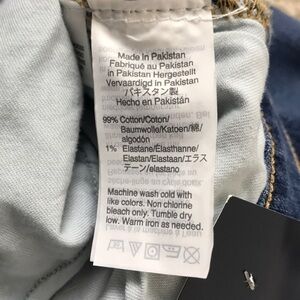 Made in Pakistan
Fabriqué au Pakistan
in Pakistan Hergestellt
Vervaardigd in Pakistan
パキスタン製
Hecho en Pakistán
99% Cotton/Coton/
Baumwolle/Katoen/綿/
algodón
1% Elastane/Élasthanne/
Elastan/Elastaan/エラス
テーン/elastano
Machine wash cold with
like colors. Non chlorine
bleach only. Tumble dry
low. Warm iron as needed.